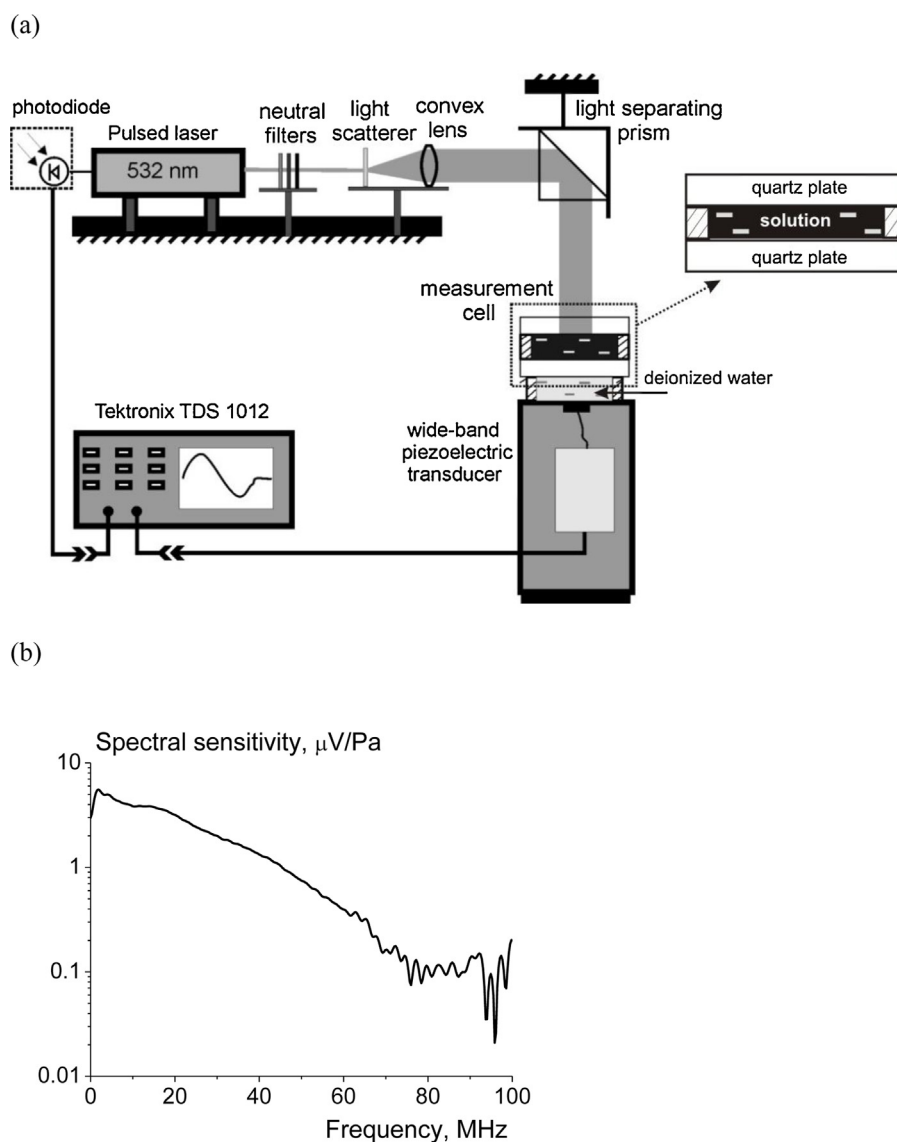 (a)
photodiode
Pulsed laser
532 nm
neutral
filters
light
scatterer
convex
lens
light separating
prism
quartz plate
solution
quartz plate
measurement
cell
deionized water
Tektronix TDS 1012
wide-band
piezoelectric
transducer
(b)
Spectral sensitivity, μV/Pa
10
1
0.1
0.01
0 20 40 60 80 100
Frequency, MHz